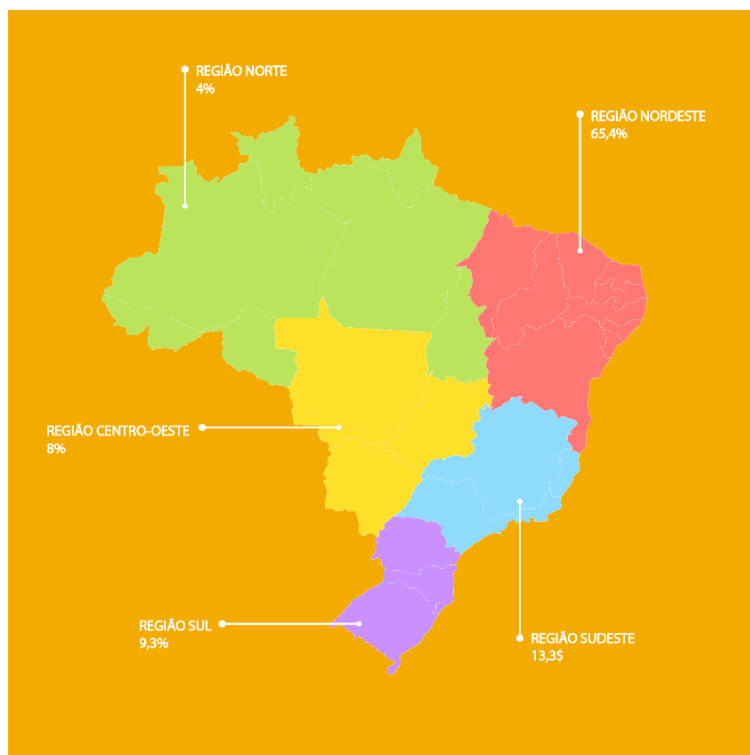 REGIÃO NORTE
4%
REGIÃO NORDESTE
65,4%
REGIÃO CENTRO-OESTE
8%
REGIÃO SUL
9,3%
REGIÃO SUDESTE
13,3$